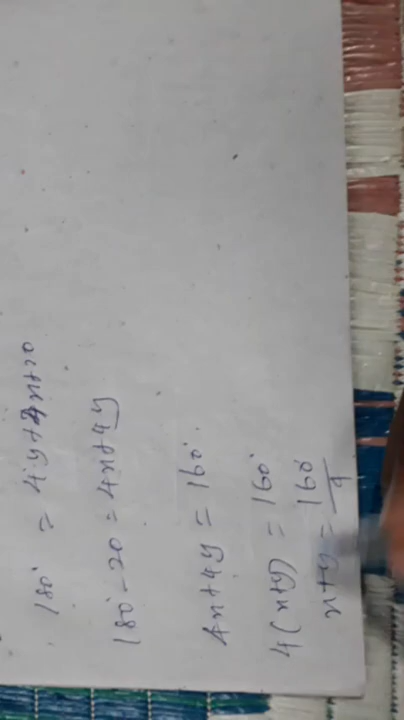 180° = 4y+4x+20
180°-20 = 4x+4y
4x+4y = 160°
4(x+y) = 160°
x+y = 160°/4